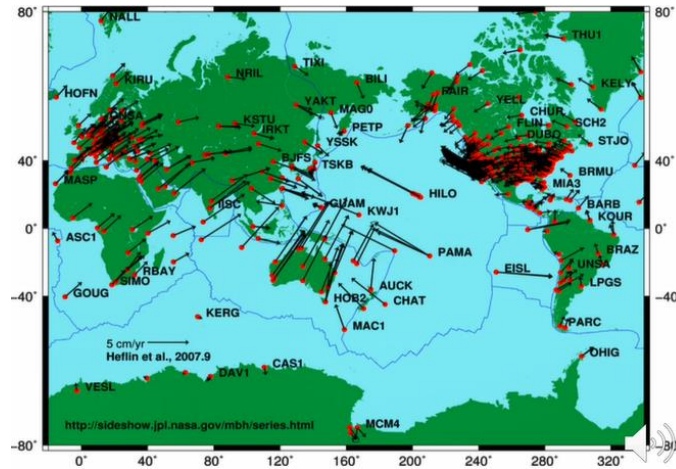 80°
80°
NALL
THU1
TIXI
BILI
NRIL
KIRU
HOFN
FAIR
KELY
YAKT
MAG0
YELL
CHUR
ONSA
KSTU
PETP
FLIN
SCH2
IRKT
YSSK
DUBO
STJO
40°
BJFS
TSKB
40°
MASP
BRMU
MIA3
HILO
IISC
GUAM
KWJ1
BARB
KOUR
0°
0°
ASC1
PAMA
BRAZ
EISL
UNSA
RBAY
SIMO
LPGS
AUCK
GOUG
HOB2
CHAT
−40°
−40°
KERG
MAC1
PARC
5 cm/yr
Heflin et al., 2007.9
OHIG
CAS1
DAV1
VESL
http://sideshow.jpl.nasa.gov/mbh/series.html
MCM4
−80°
−80°
0° 40° 80° 120° 160° 200° 240° 280° 320°